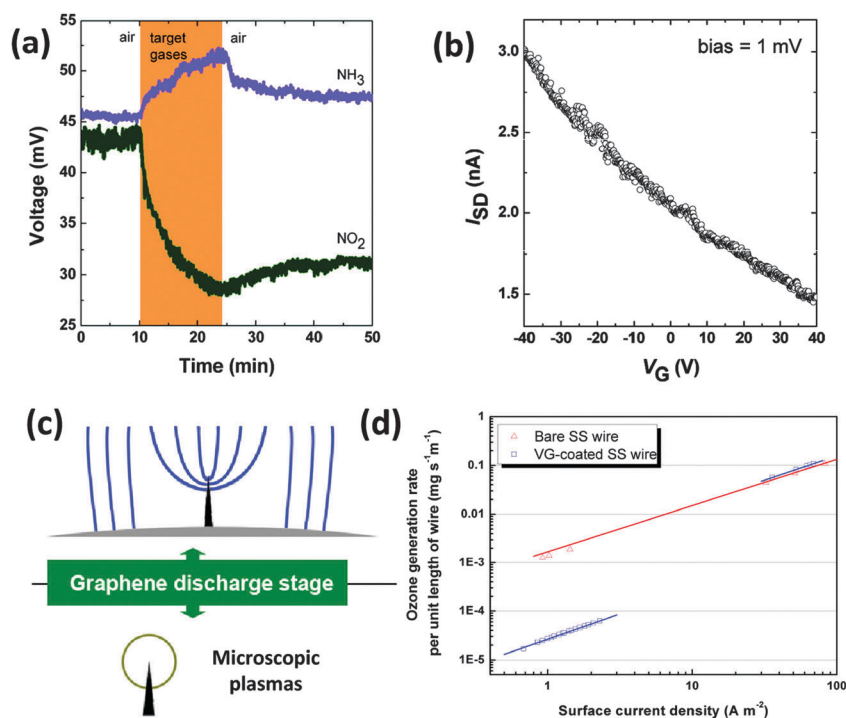 (a)
air
target
gases
air
NH3
NO2
Voltage (mV)
55
50
45
40
35
30
25
0 10 20 30 40 50
Time (min)
(b)
bias = 1 mV
ISD (nA)
3.0
2.5
2.0
1.5
-40 -30 -20 -10 0 10 20 30 40
VG (V)
(c)
Graphene discharge stage
Microscopic
plasmas
(d)
Bare SS wire
VG-coated SS wire
Ozone generation rate
per unit length of wire (mg s-1m-1)
1
0.1
0.01
1E-3
1E-4
1E-5
1 10 100
Surface current density (A m-2)